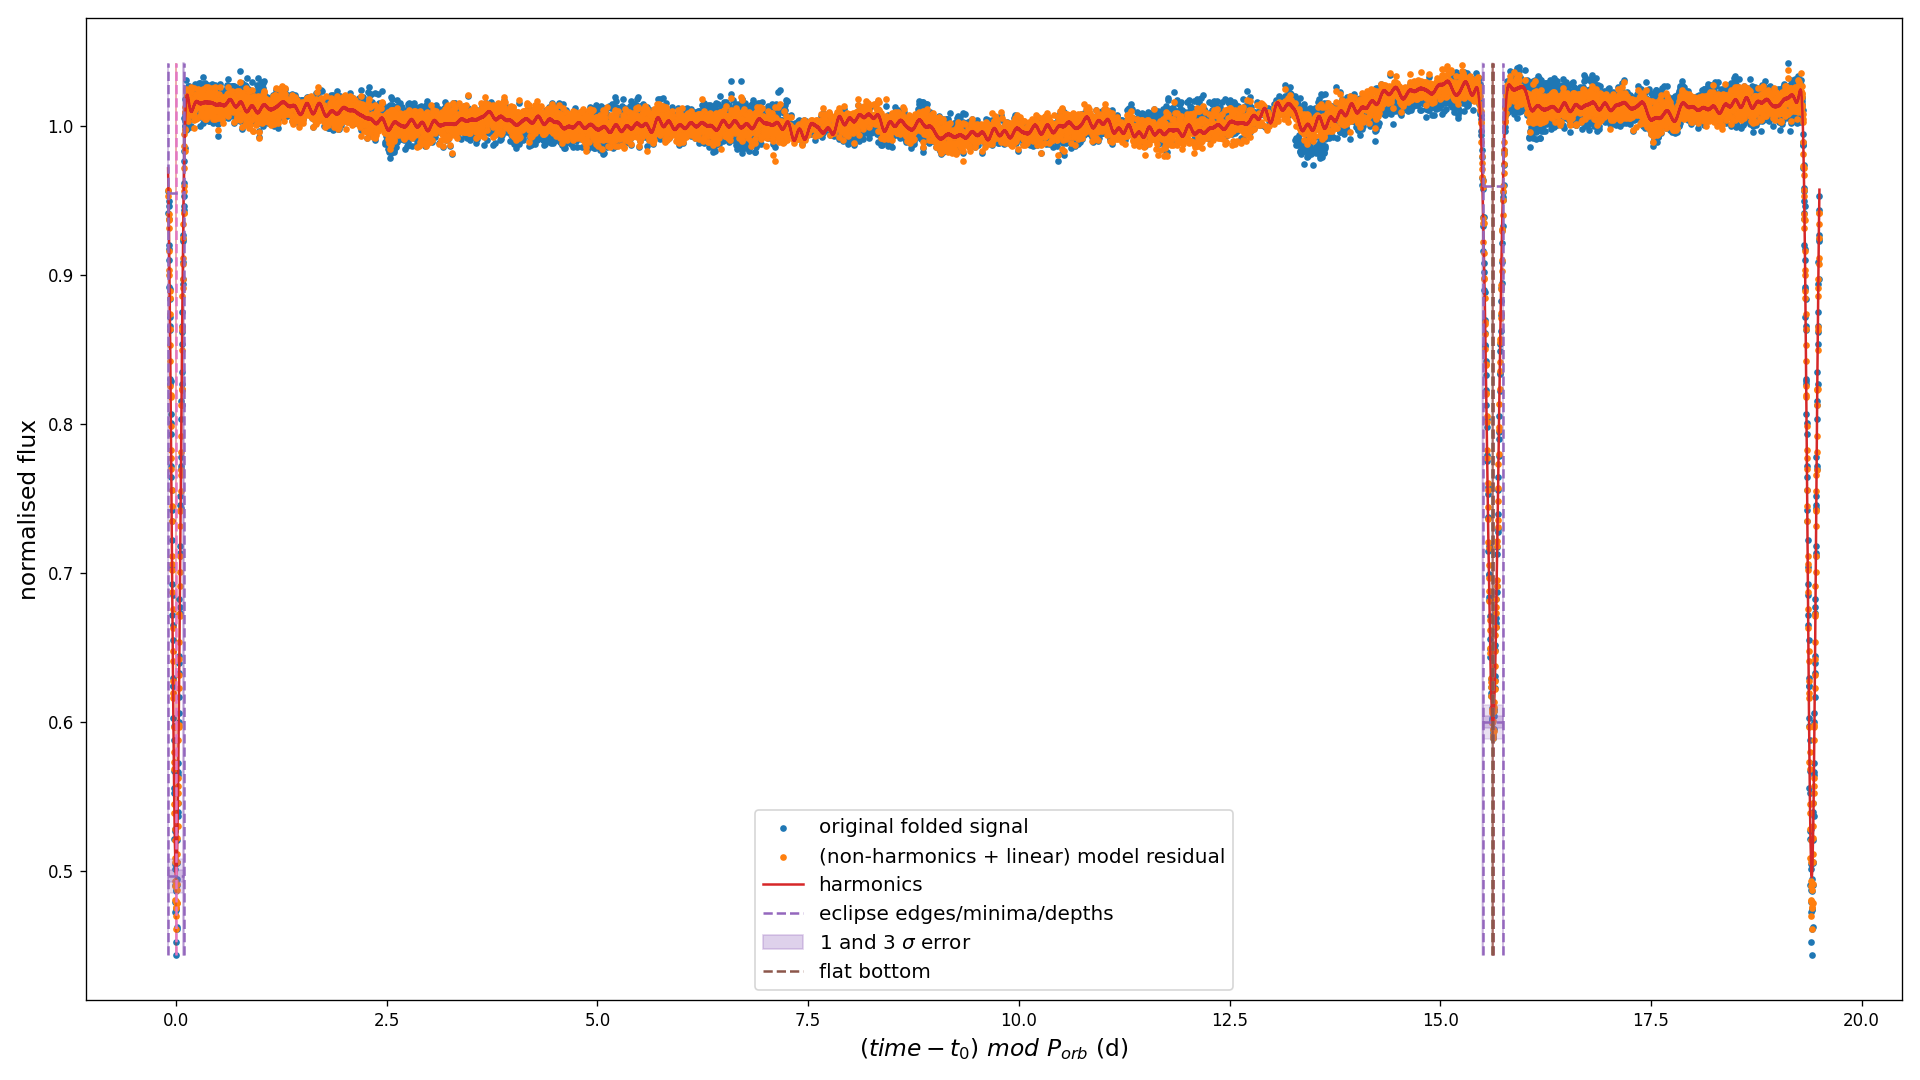 normalised flux
1.0
0.9
0.8
0.7
0.6
0.5
original folded signal
(non-harmonics + linear) model residual
harmonics
eclipse edges/minima/depths
1 and 3 σ error
flat bottom
0.0 2.5 5.0 7.5 10.0 12.5 15.0 17.5 20.0
(time − t₀) mod Pₒᵣb (d)